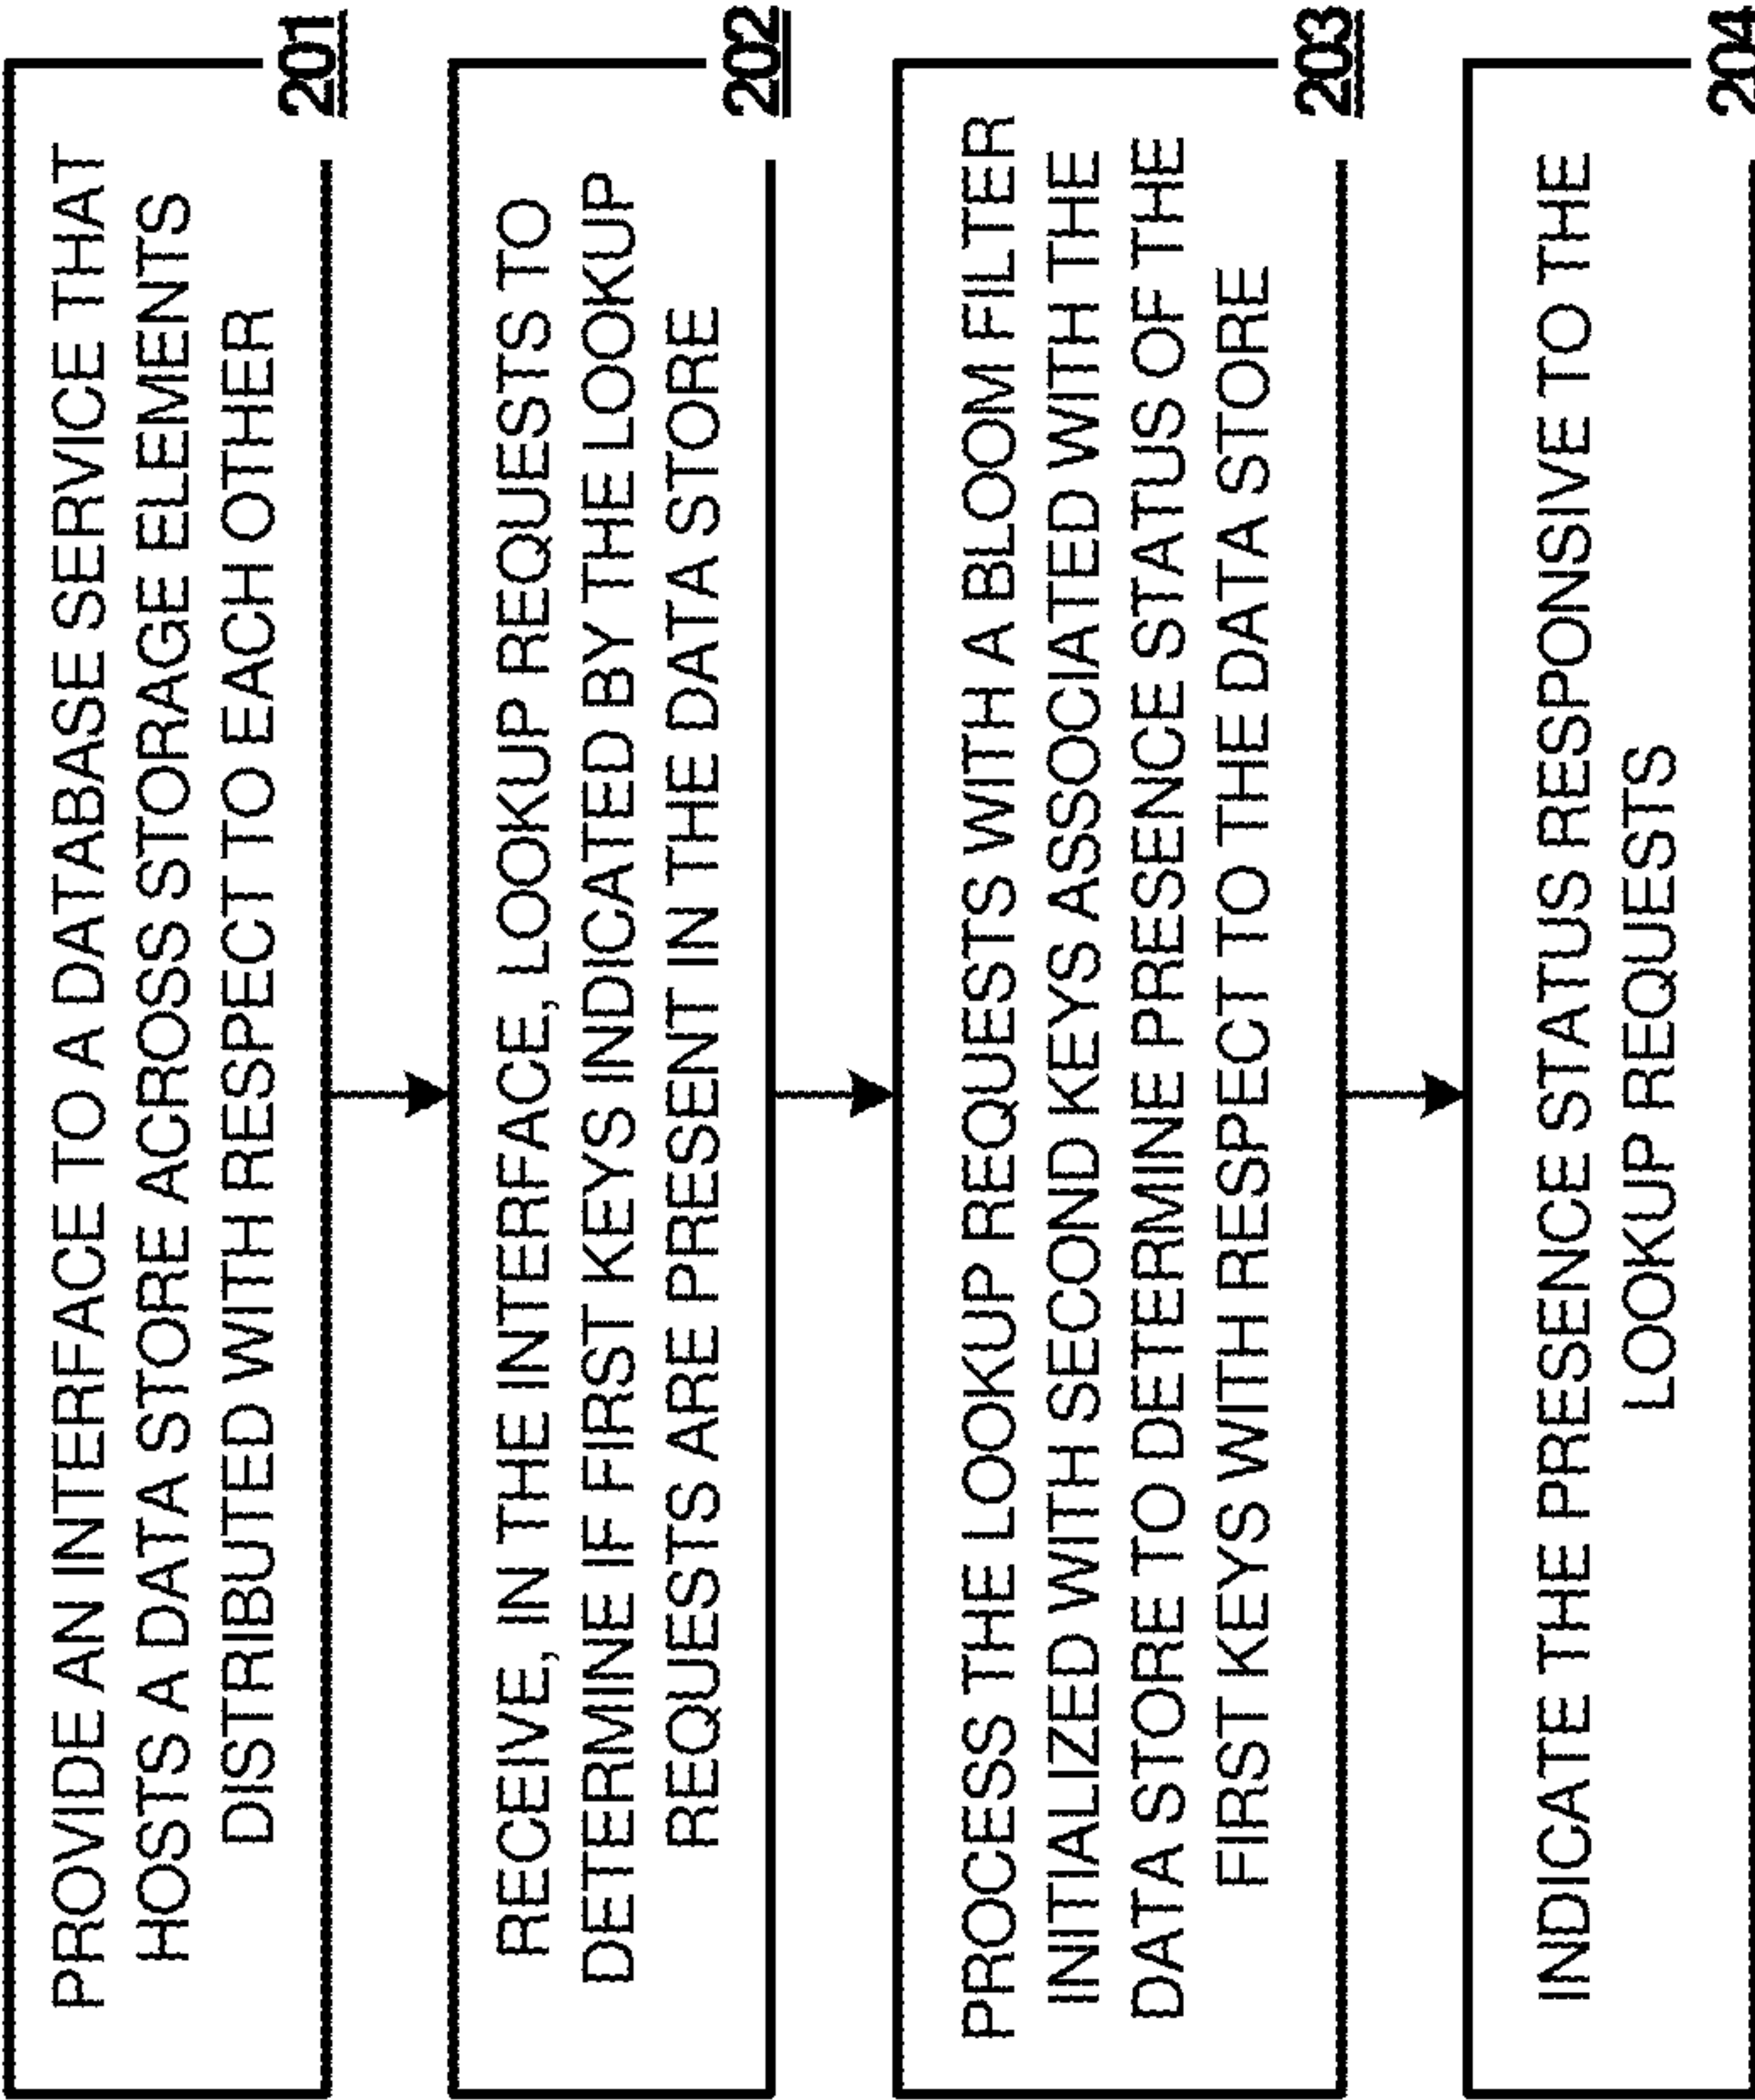 PROVIDE AN INTERFACE TO A DATABASE SERVICE THAT
HOSTS A DATA STORE ACROSS STORAGE ELEMENTS
DISTRIBUTED WITH RESPECT TO EACH OTHER
201
RECEIVE, IN THE INTERFACE, LOOKUP REQUESTS TO
DETERMINE IF FIRST KEYS INDICATED BY THE LOOKUP
REQUESTS ARE PRESENT IN THE DATA STORE
202
PROCESS THE LOOKUP REQUESTS WITH A BLOOM FILTER
INITIALIZED WITH SECOND KEYS ASSOCIATED WITH THE
DATA STORE TO DETERMINE PRESENCE STATUS OF THE
FIRST KEYS WITH RESPECT TO THE DATA STORE
203
INDICATE THE PRESENCE STATUS RESPONSIVE TO THE
LOOKUP REQUESTS
204